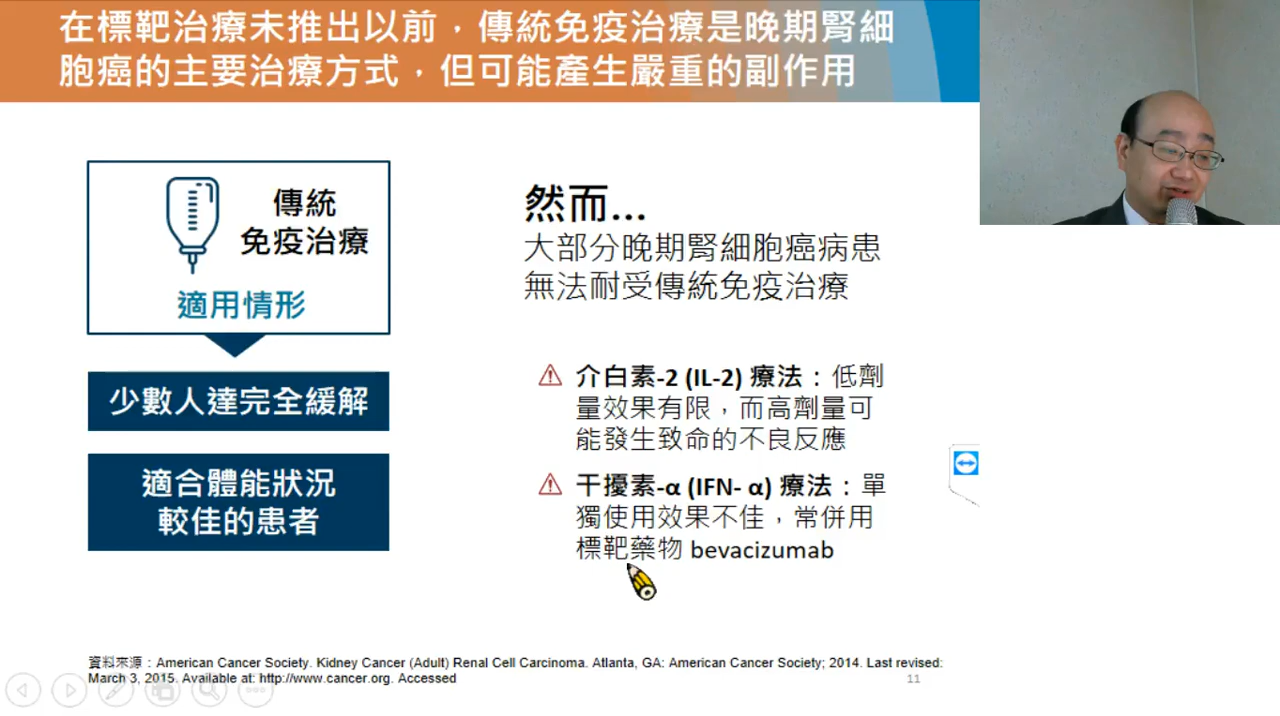 在標靶治療未推出以前，傳統免疫治療是晚期腎細
胞癌的主要治療方式，但可能產生嚴重的副作用
傳統
免疫治療
適用情形
少數人達完全緩解
適合體能狀況
較佳的患者
然而...
大部分晚期腎細胞癌病患
無法耐受傳統免疫治療
介白素-2 (IL-2) 療法：低劑
量效果有限，而高劑量可
能發生致命的不良反應
干擾素-α (IFN- α) 療法：單
獨使用效果不佳，常併用
標靶藥物 bevacizumab
資料來源：American Cancer Society. Kidney Cancer (Adult) Renal Cell Carcinoma. Atlanta, GA: American Cancer Society; 2014. Last revised:
March 3, 2015. Available at: http://www.cancer.org. Accessed
11